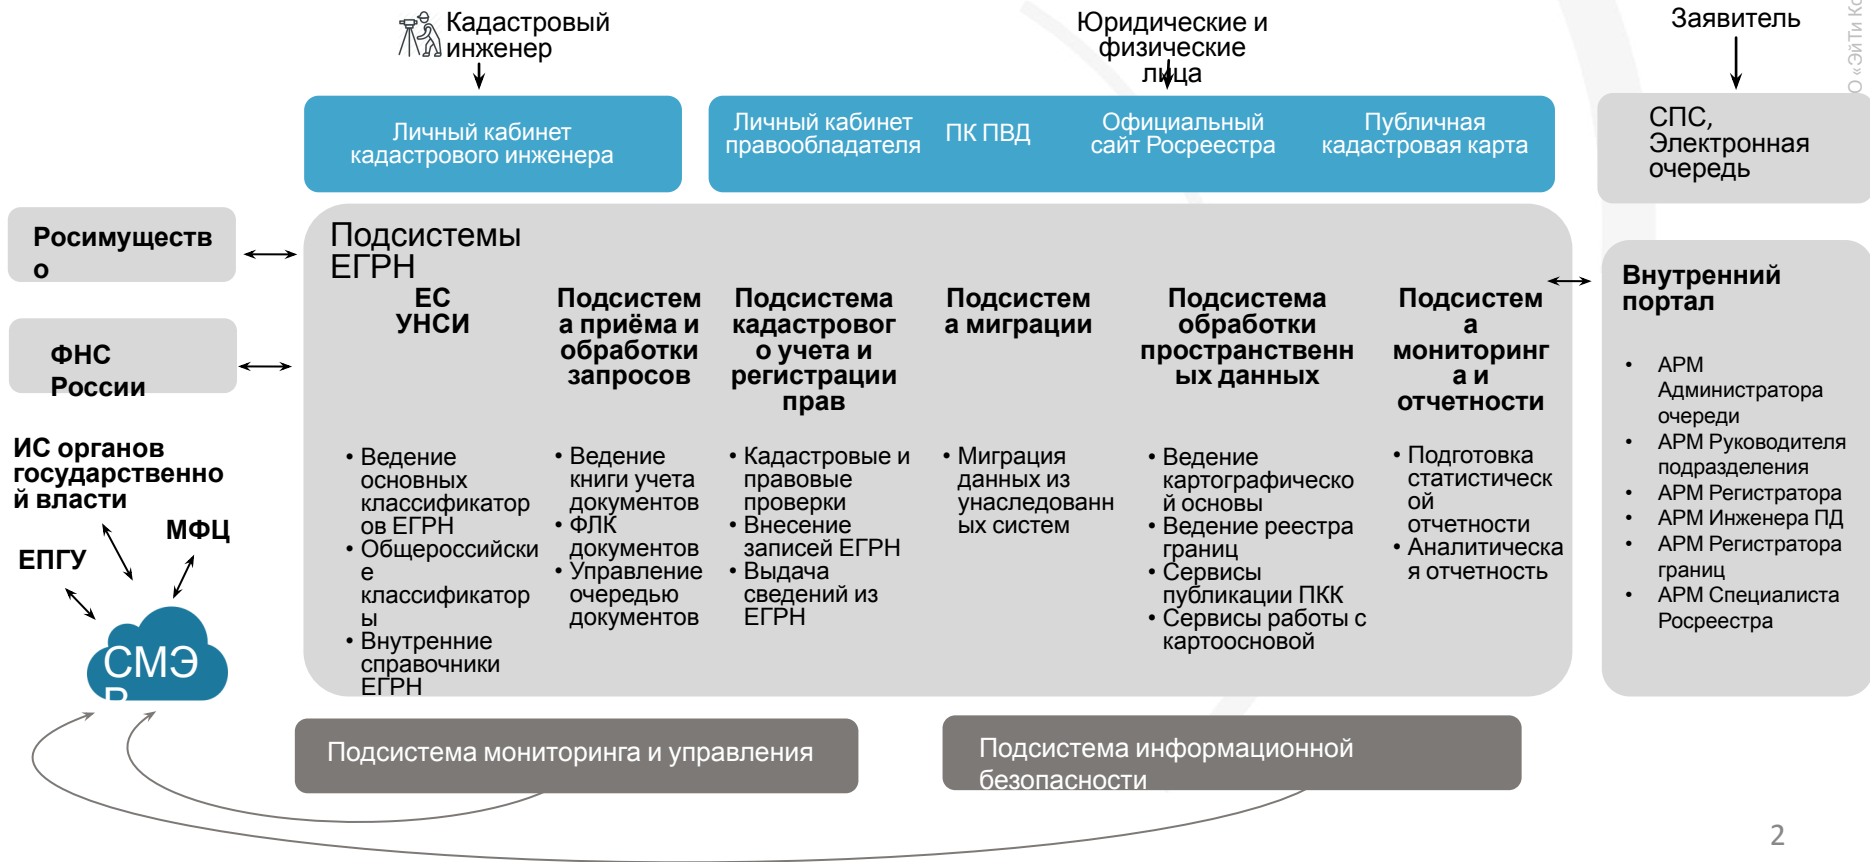 Кадастровый
инженер
Юридические и
физические
лица
Заявитель
Личный кабинет
кадастрового инженера
Личный кабинет
правообладателя
ПК ПВД
Официальный
сайт Росреестра
Публичная
кадастровая карта
СПС,
Электронная
очередь
Росимуществ
о
ФНС
России
ИС органов
государственно
й власти
МФЦ
ЕПГУ
СМЭ
В
Подсистемы
ЕГРН
ЕС
УНСИ
• Ведение
основных
классификатор
ов ЕГРН
• Общероссийски
е
классификатор
ы
• Внутренние
справочники
ЕГРН
Подсистем
а приёма и
обработки
запросов
• Ведение
книги учета
документов
• ФЛК
документов
• Управление
очередью
документов
Подсистема
кадастровог
о учета и
регистрации
прав
• Кадастровые и
правовые
проверки
• Внесение
записей ЕГРН
• Выдача
сведений из
ЕГРН
Подсистем
а миграции
• Миграция
данных из
унаследованн
ых систем
Подсистема
обработки
пространственн
ых данных
• Ведение
картографическо
й основы
• Ведение реестра
границ
• Сервисы
публикации ПКК
• Сервисы работы с
картоосновой
Подсистем
а
мониторинг
а и
отчетности
• Подготовка
статистическ
ой
отчетности
• Аналитическа
я отчетность
Внутренний
портал
• АРМ
Администратора
очереди
• АРМ Руководителя
подразделения
• АРМ Регистратора
• АРМ Инженера ПД
• АРМ Регистратора
границ
• АРМ Специалиста
Росреестра
Подсистема мониторинга и управления
Подсистема информационной
безопасности
О «ЭйТи Ко
2